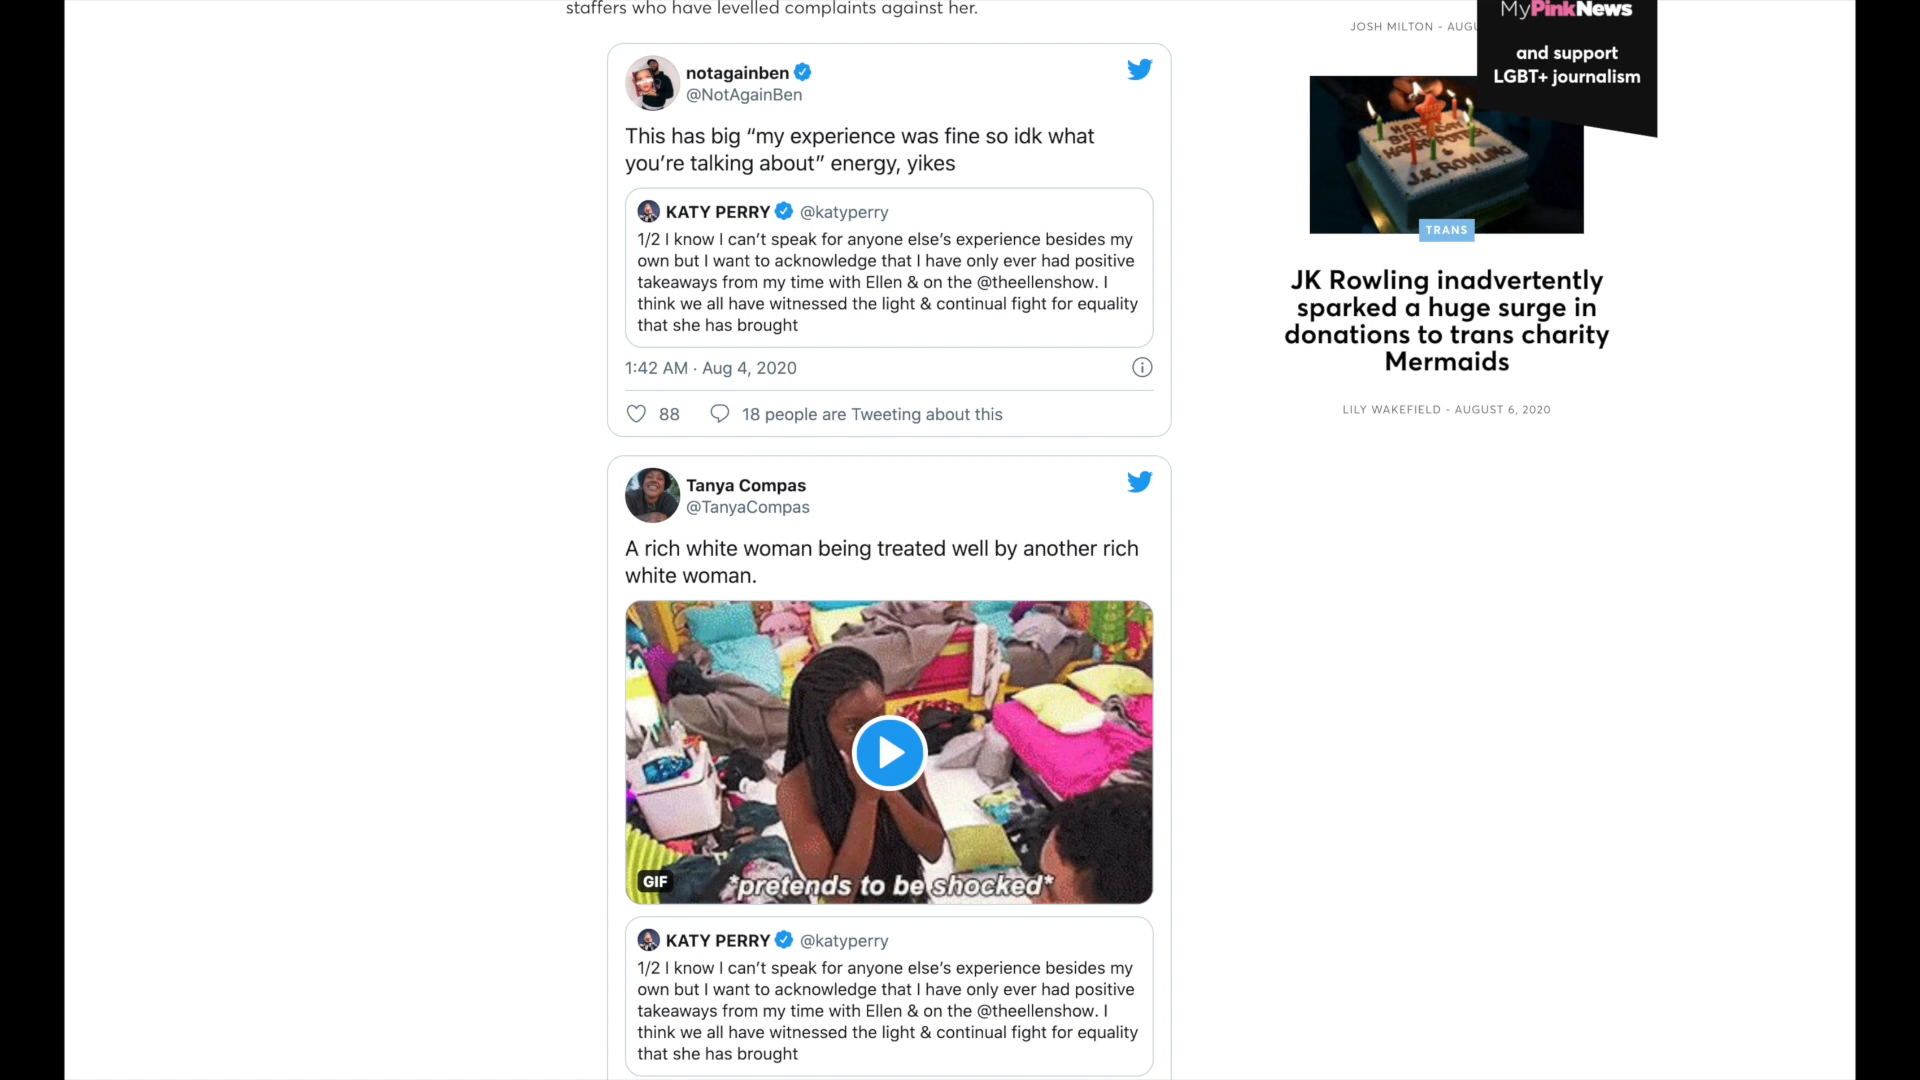 staffers who have levelled complaints against her.
notagainben
@NotAgainBen
This has big “my experience was fine so idk what
you’re talking about” energy, yikes
KATY PERRY @katyperry
1/2 I know I can’t speak for anyone else’s experience besides my
own but I want to acknowledge that I have only ever had positive
takeaways from my time with Ellen & on the @theellenshow. I
think we all have witnessed the light & continual fight for equality
that she has brought
1:42 AM · Aug 4, 2020
88 18 people are Tweeting about this
Tanya Compas
@TanyaCompas
A rich white woman being treated well by another rich
white woman.
GIF
*pretends to be shocked*
KATY PERRY @katyperry
1/2 I know I can’t speak for anyone else’s experience besides my
own but I want to acknowledge that I have only ever had positive
takeaways from my time with Ellen & on the @theellenshow. I
think we all have witnessed the light & continual fight for equality
that she has brought
JOSH MILTON - AUGU
MyPinkNews
and support
LGBT+ journalism
HAPPY
BIRTHDAY
HARRY POTTER
&
J.K. ROWLING
TRANS
JK Rowling inadvertently
sparked a huge surge in
donations to trans charity
Mermaids
LILY WAKEFIELD - AUGUST 6, 2020